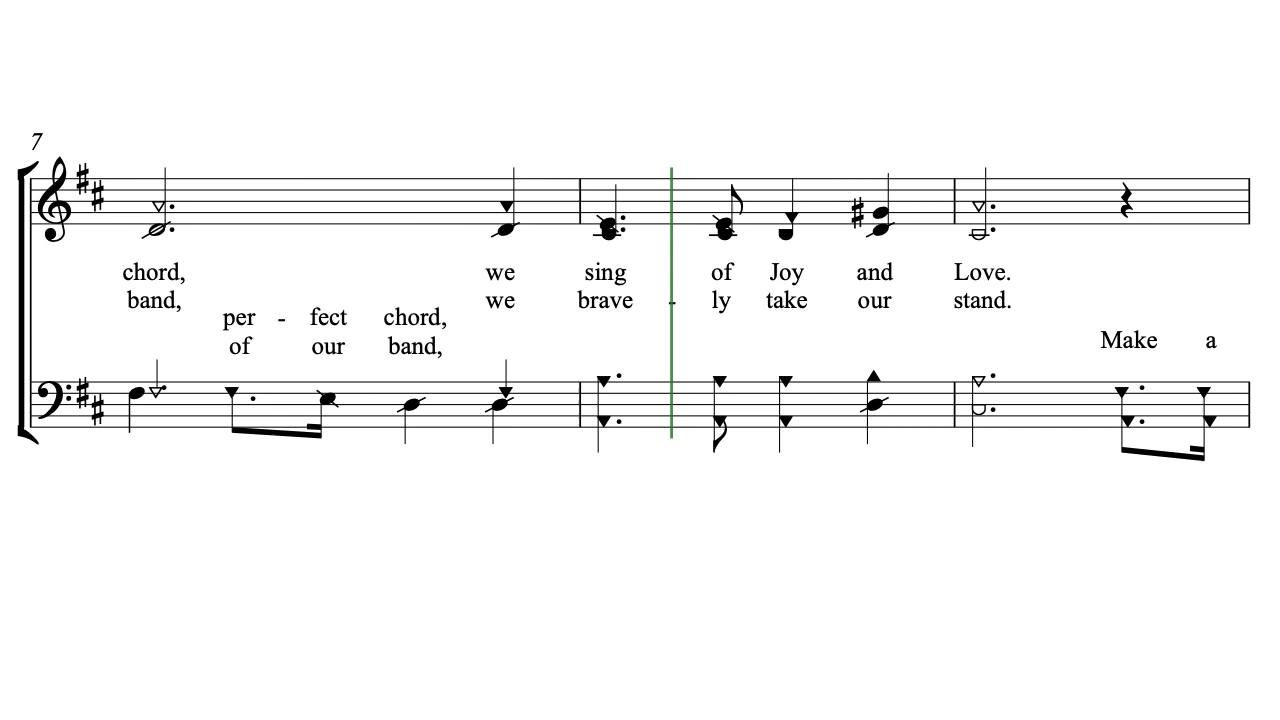 7
chord, we sing of Joy and Love.
band, we brave - ly take our stand.
per - fect chord,
of our band,
Make a